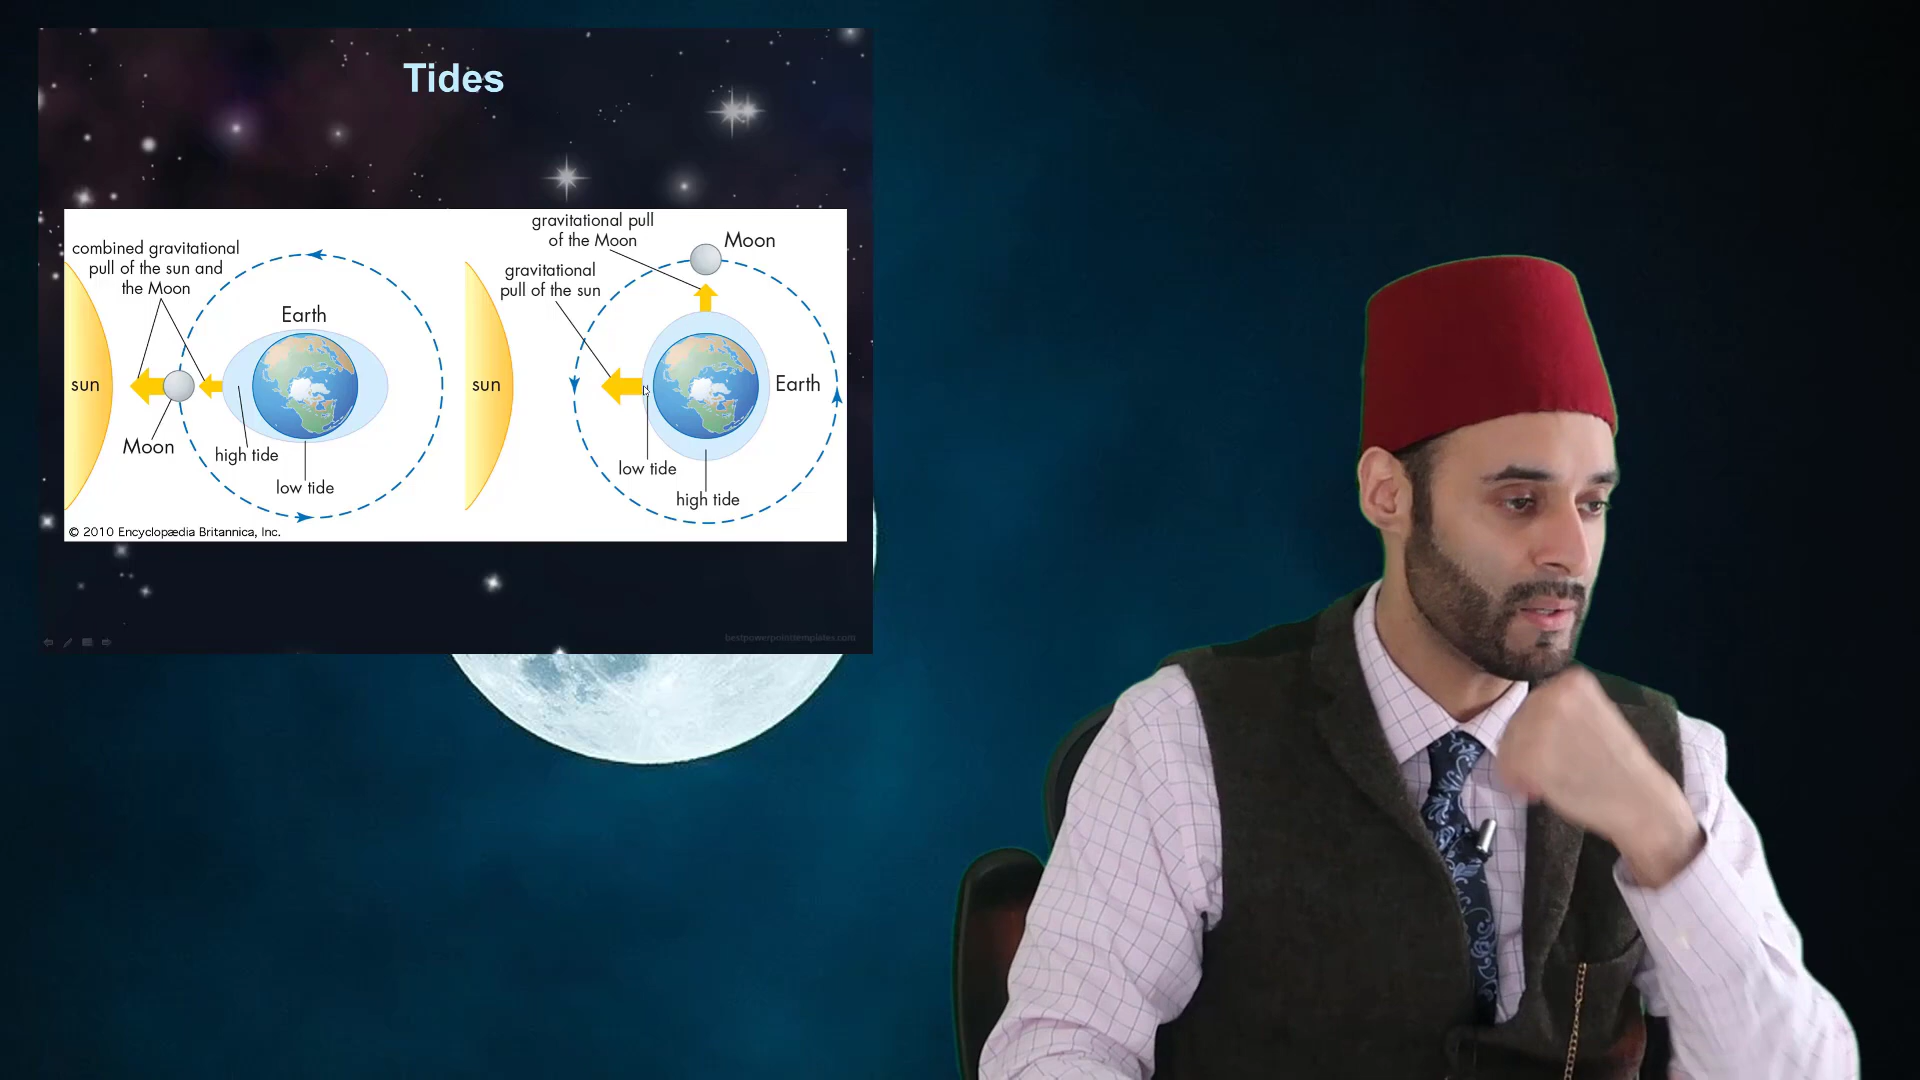 Tides
combined gravitational
pull of the sun and
the Moon
Earth
sun
Moon
high tide
low tide
© 2010 Encyclopædia Britannica, Inc.
gravitational pull
of the Moon
Moon
gravitational
pull of the sun
sun
Earth
low tide
high tide
bestpowerpointtemplates.com